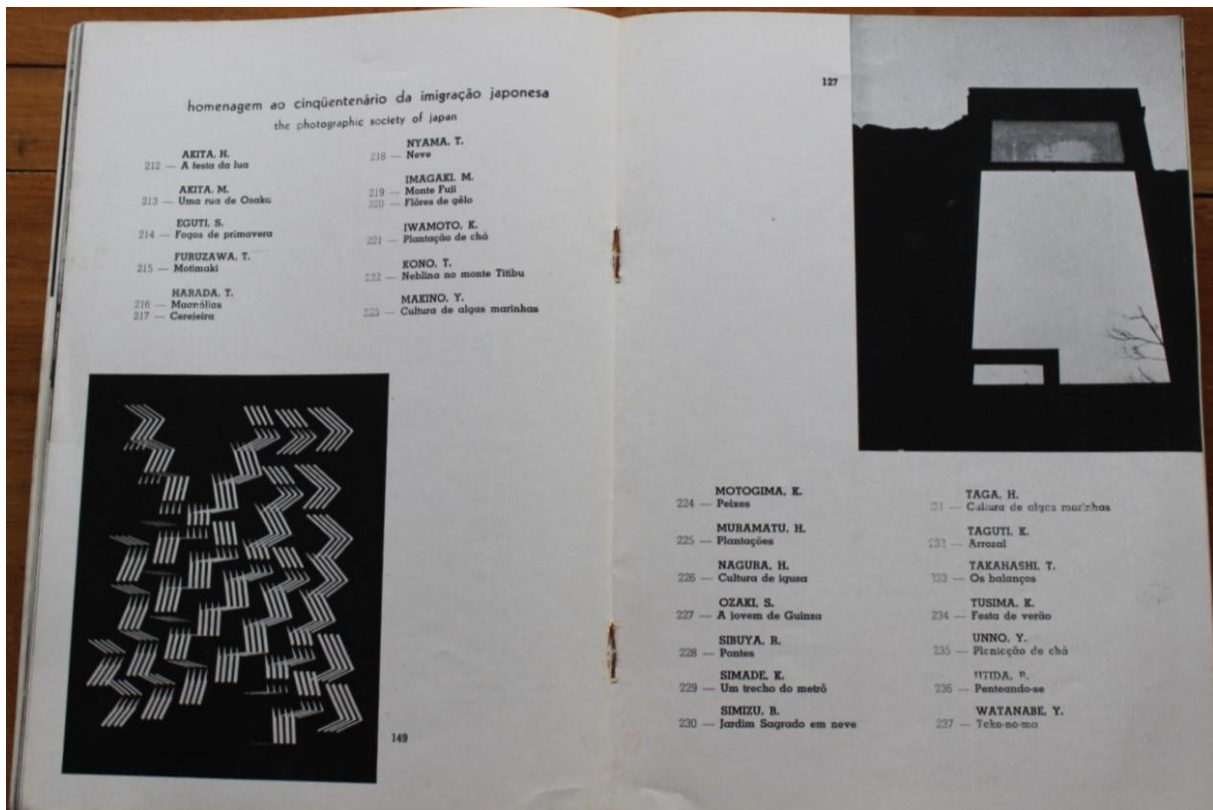 homenagem ao cinqüentenário da imigração japonesa
the photographic society of japan
AKITA, H.
212 — A festa da lua
AKITA, M.
213 — Uma rua de Osaka
EGUTI, S.
214 — Fogos de primavera
FURUZAWA, T.
215 — Motimaki
HARADA, T.
216 — Magnólias
217 — Cerejeira
NYAMA, T.
218 — Neve
IMAGAKI, M.
219 — Monte Fuji
220 — Flôres de gêlo
IWAMOTO, K.
221 — Plantação de chá
KONO, T.
222 — Neblina no monte Titibu
MAKINO, Y.
223 — Cultura de algas marinhas
149
127
MOTOGIMA, K.
224 — Peixes
MURAMATU, H.
225 — Plantações
NAGURA, H.
226 — Cultura de igusa
OZAKI, S.
227 — A jovem de Guinza
SIBUYA, R.
228 — Pontes
SIMADE, K.
229 — Um trecho do metrô
SIMIZU, B.
230 — Jardim Sagrado em neve
TAGA, H.
— Cultura de algas marinhas
TAGUTI, K.
— Arrozal
TAKAHASHI, T.
233 — Os balanços
TUSIMA, K.
234 — Festa de verão
UNNO, Y.
235 — de chá
236 — Penteando-se
WATANABE, Y.
237 —